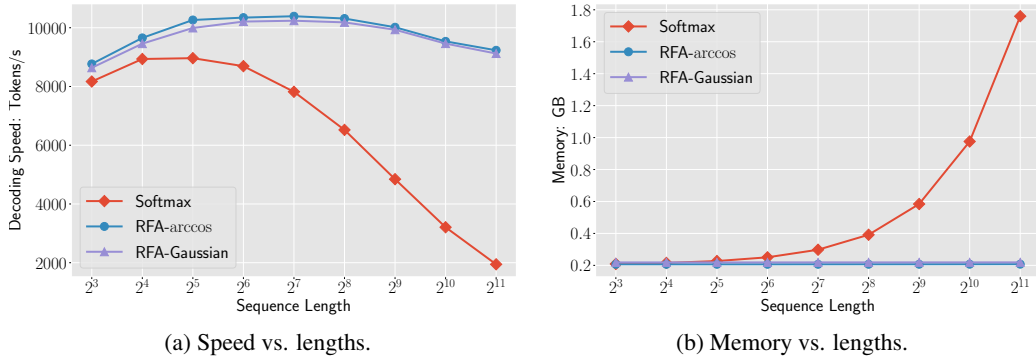 Decoding Speed: Tokens/s
10000
8000
6000
4000
2000
Softmax
RFA-arccos
RFA-Gaussian
2^3 2^4 2^5 2^6 2^7 2^8 2^9 2^10 2^11
Sequence Length
(a) Speed vs. lengths.
Memory: GB
1.8
1.6
1.4
1.2
1.0
0.8
0.6
0.4
0.2
Softmax
RFA-arccos
RFA-Gaussian
2^3 2^4 2^5 2^6 2^7 2^8 2^9 2^10 2^11
Sequence Length
(b) Memory vs. lengths.